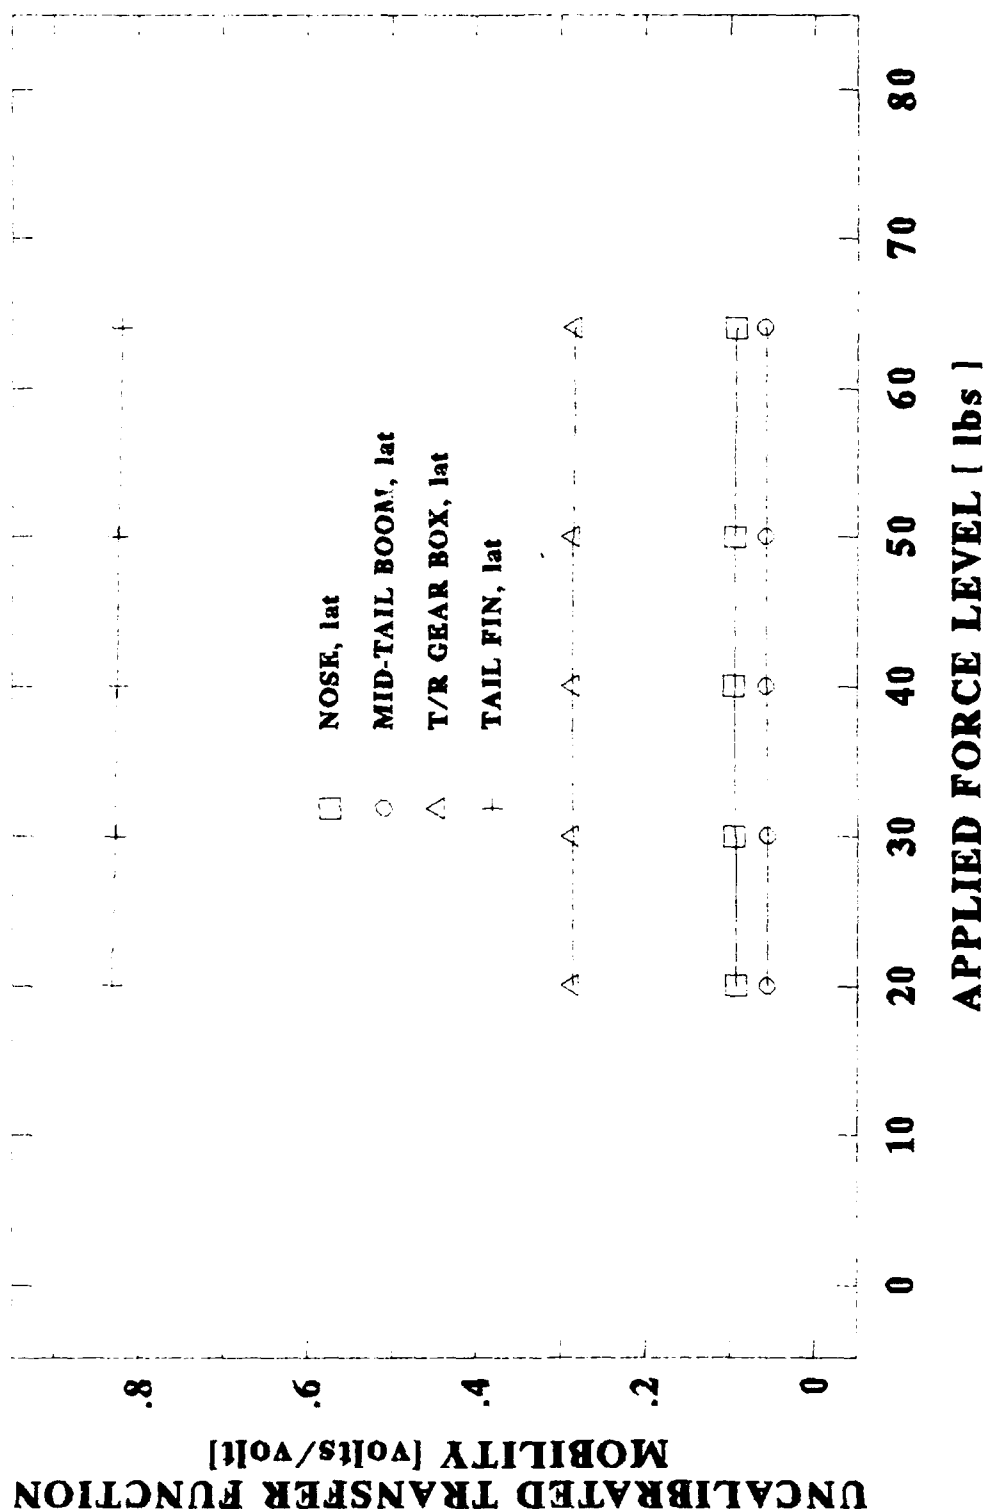 UNCALIBRATED TRANSFER FUNCTION
MOBILITY [volts/volt]
.8
.6
.4
.2
0
NOSE, lat
MID-TAIL BOOM, lat
T/R GEAR BOX, lat
TAIL FIN, lat
0 10 20 30 40 50 60 70 80
APPLIED FORCE LEVEL [ lbs ]